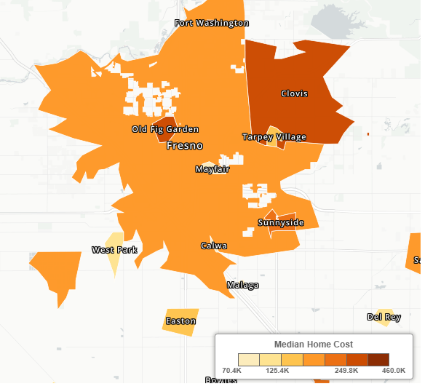 Fort Washington
Clovis
Old Fig Garden
Tarpey Village
Fresno
Mayfair
Sunnyside
West Park
Calwa
Malaga
Easton
Del Rey
Median Home Cost
70.4K 125.4K 249.8K 460.0K
Bowles